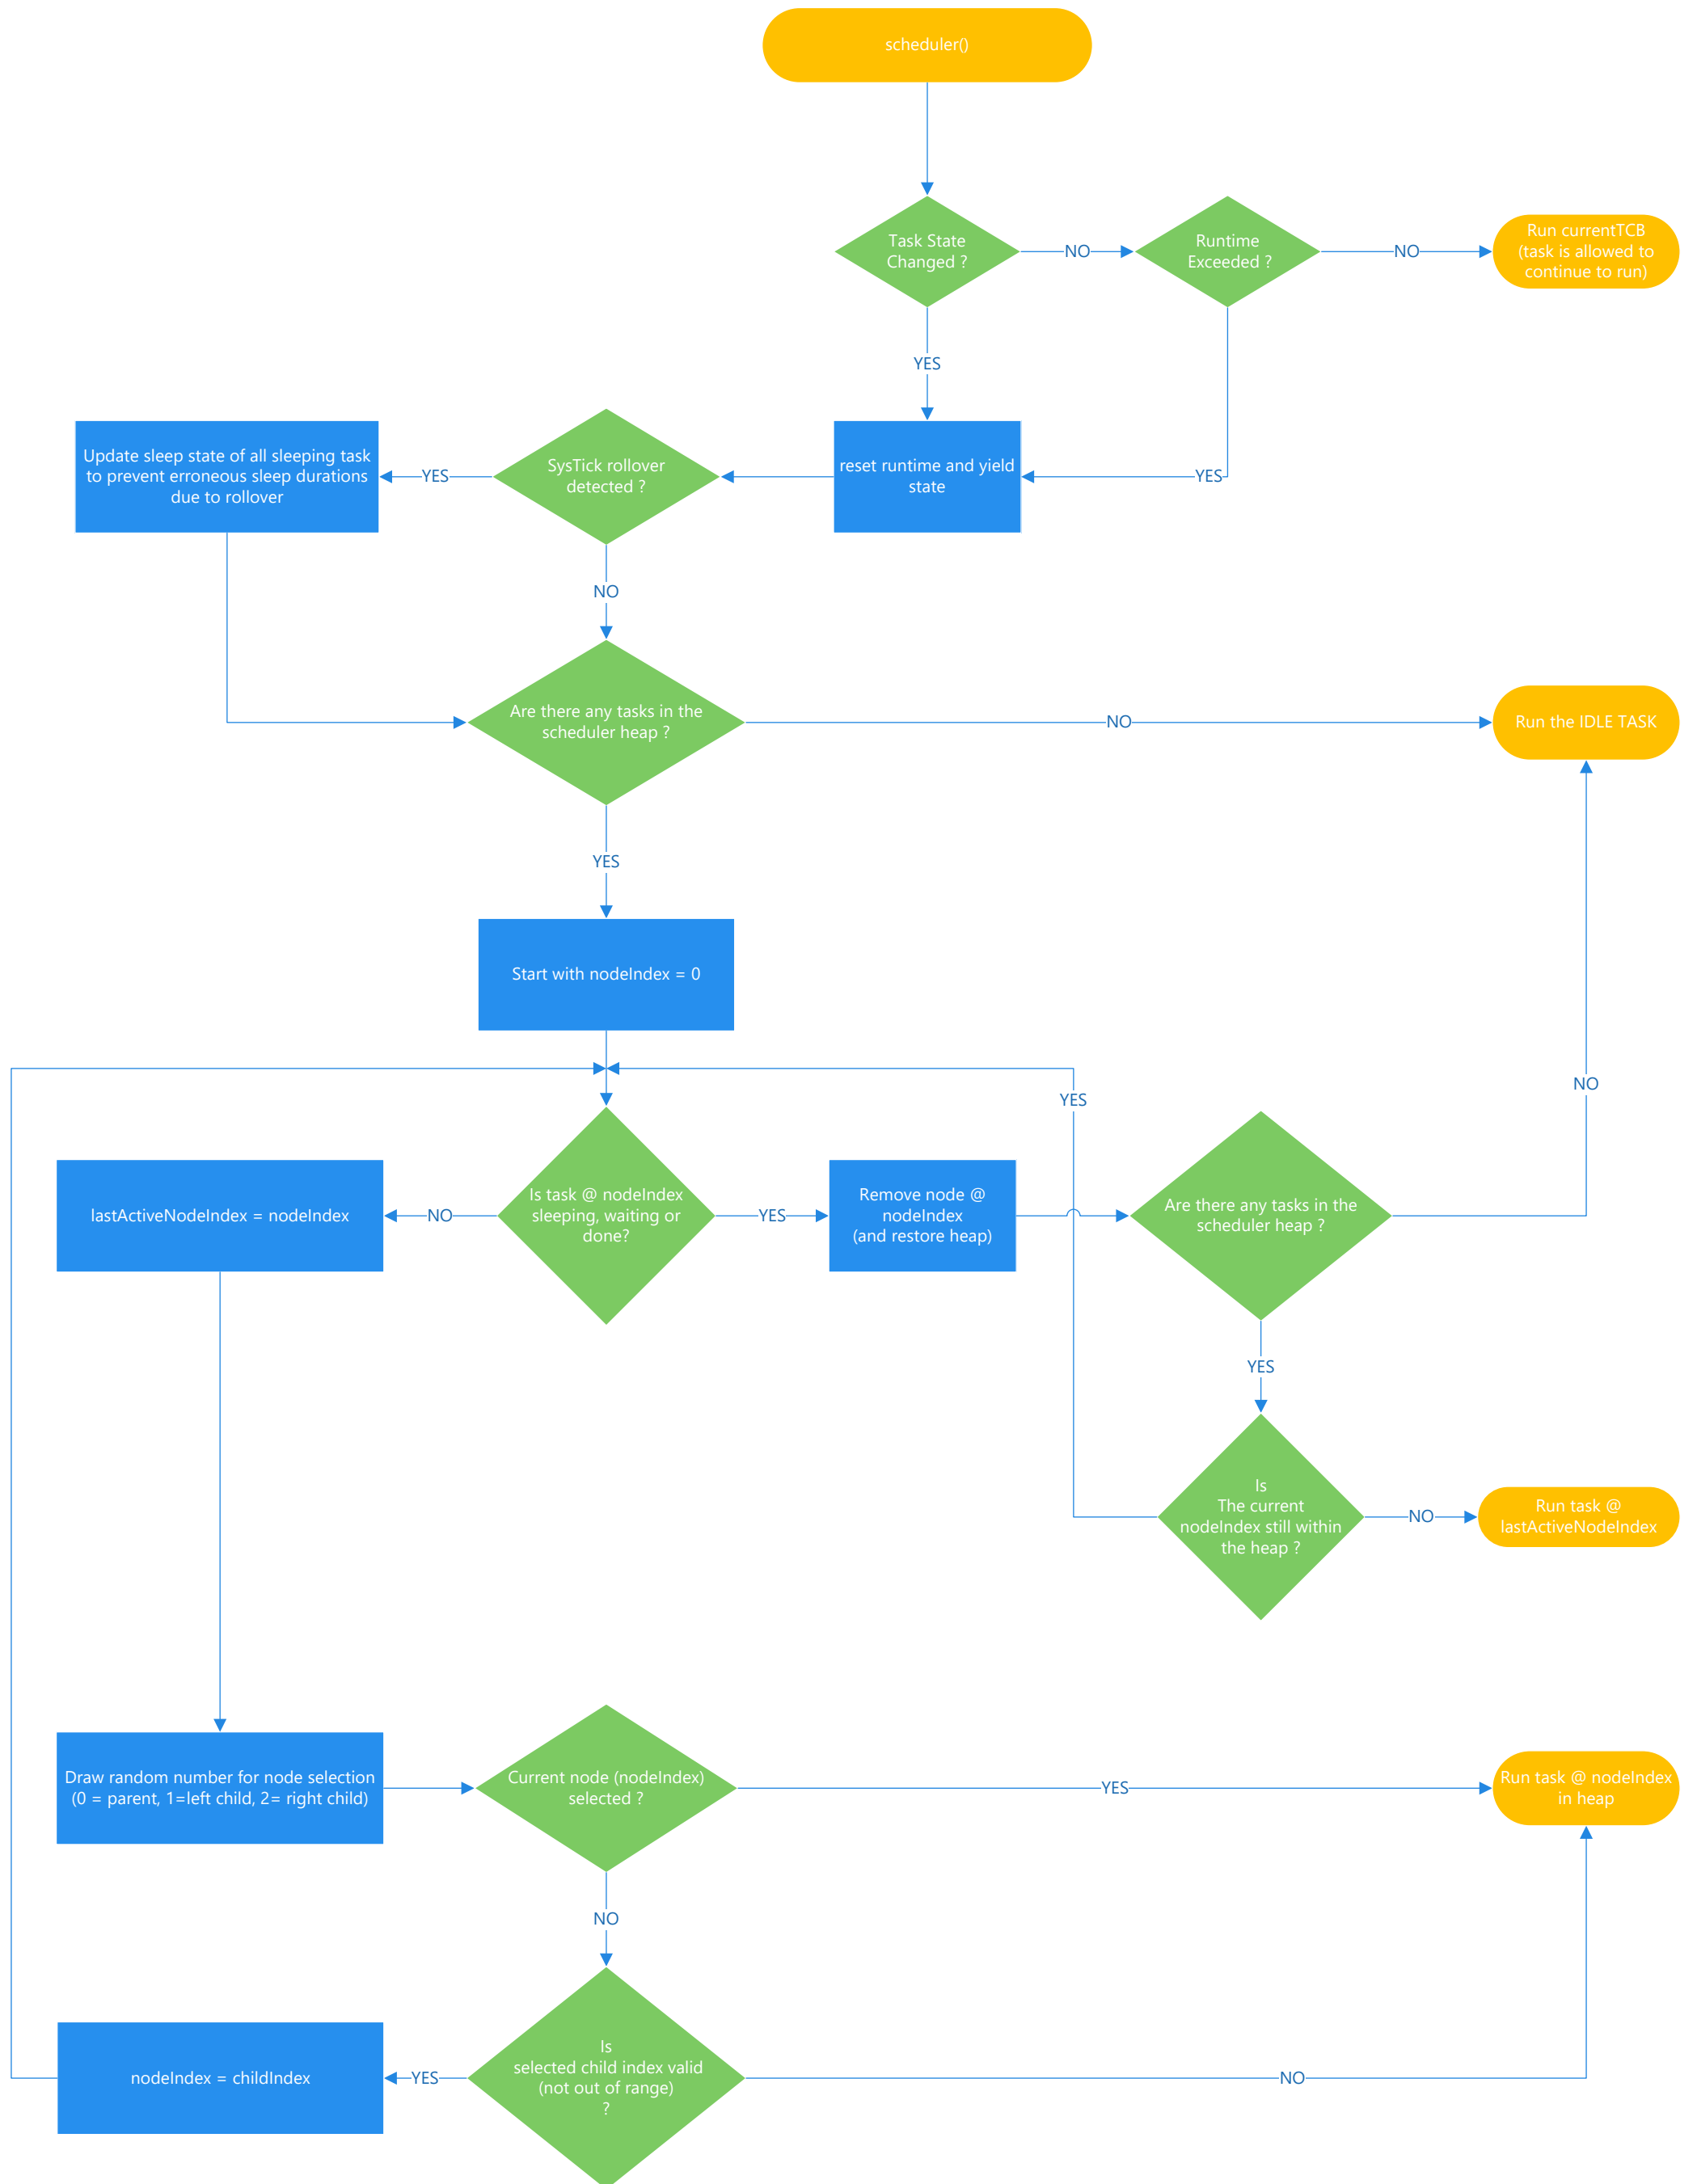 scheduler()
Task State
Changed ?
NO
Runtime
Exceeded ?
NO
Run currentTCB
(task is allowed to
continue to run)
YES
Update sleep state of all sleeping task
to prevent erroneous sleep durations
due to rollover
YES
SysTick rollover
detected ?
reset runtime and yield
state
YES
NO
Are there any tasks in the
scheduler heap ?
NO
Run the IDLE TASK
YES
Start with nodeIndex = 0
YES
NO
lastActiveNodeIndex = nodeIndex
NO
Is task @ nodeIndex
sleeping, waiting or
done?
YES
Remove node @
nodeIndex
(and restore heap)
Are there any tasks in the
scheduler heap ?
YES
Is
The current
nodeIndex still within
the heap ?
NO
Run task @
lastActiveNodeIndex
Draw random number for node selection
(0 = parent, 1=left child, 2= right child)
Current node (nodeIndex)
selected ?
YES
Run task @ nodeIndex
in heap
NO
nodeIndex = childIndex
YES
Is
selected child index valid
(not out of range)
?
NO